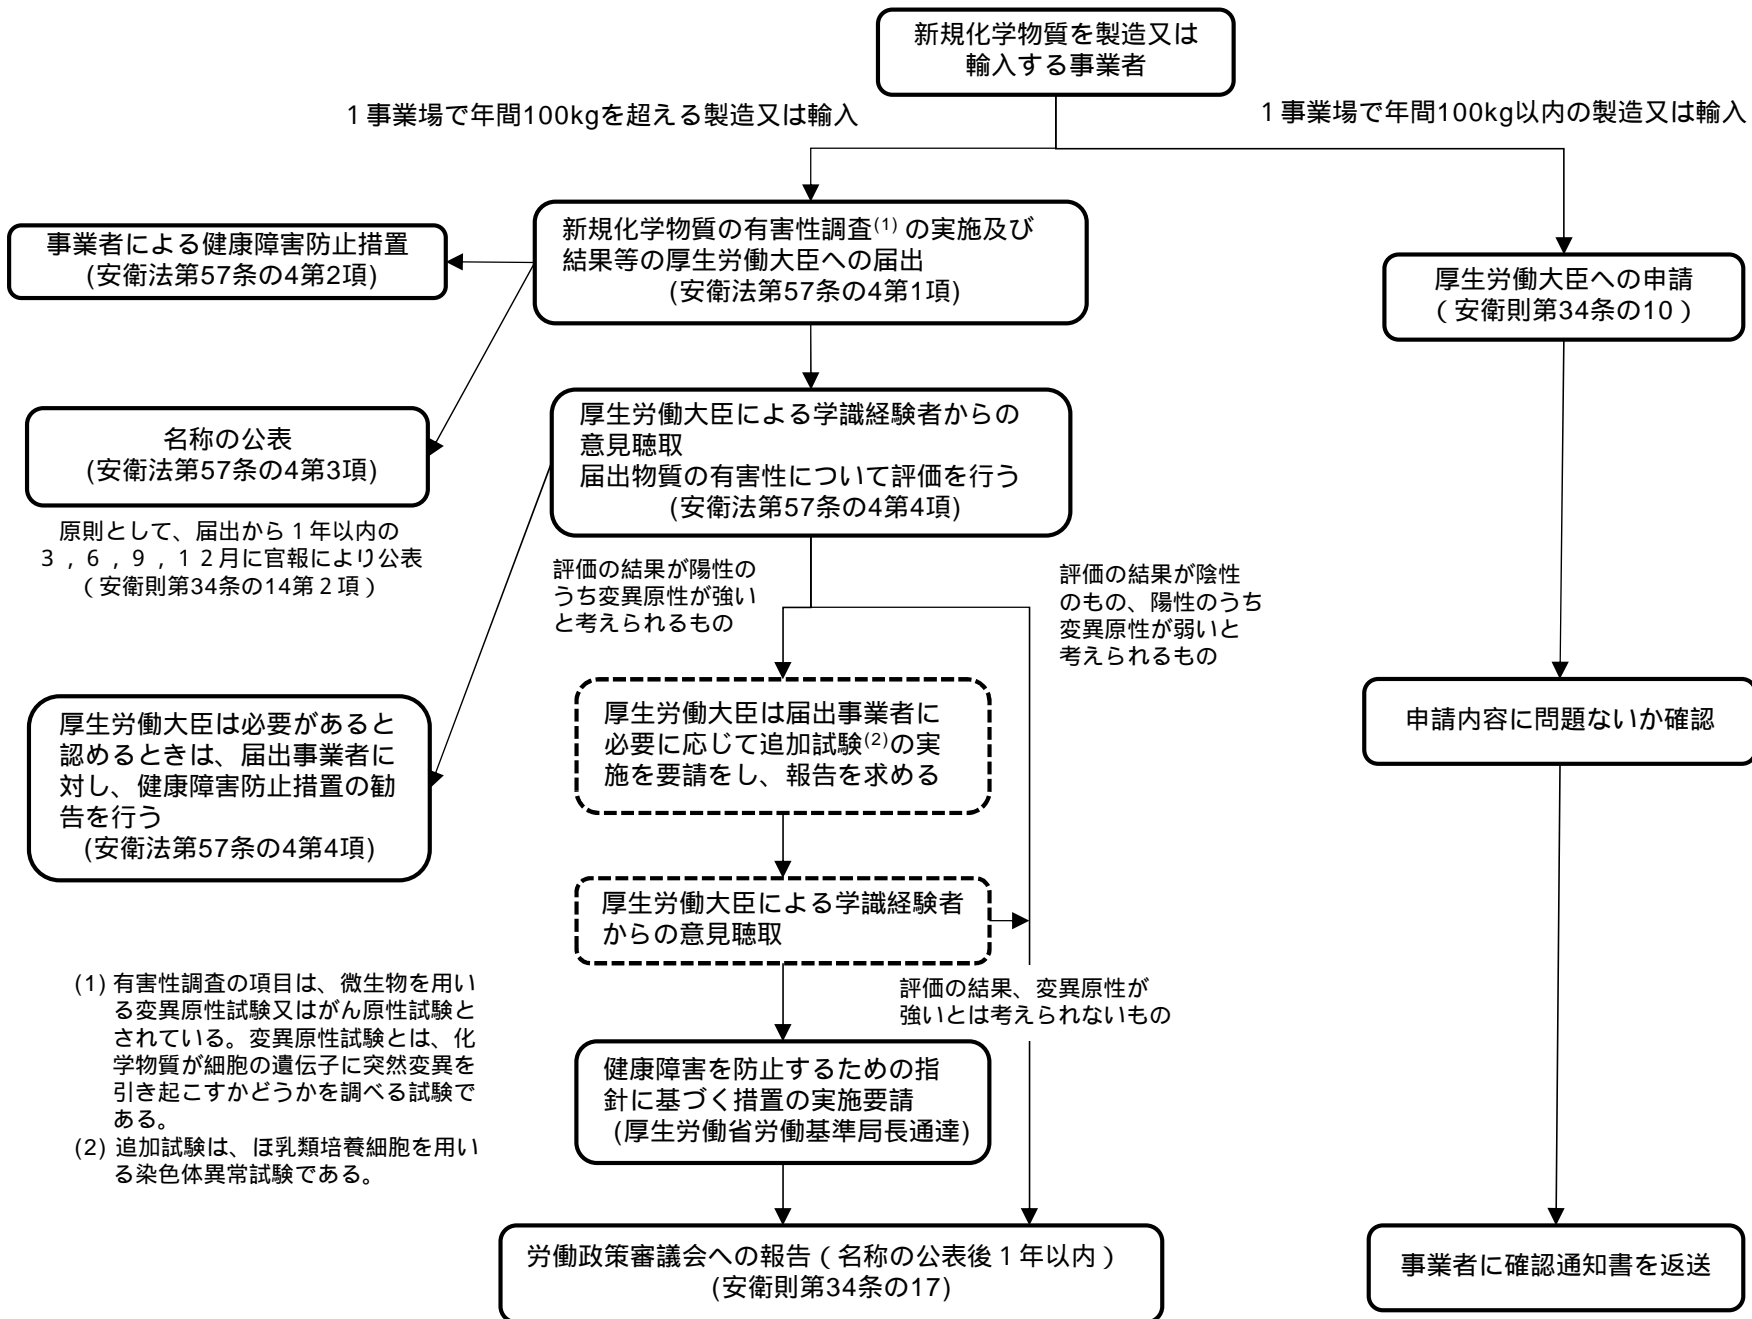 新規化学物質を製造又は
輸入する事業者
１事業場で年間100kgを超える製造又は輸入
１事業場で年間100kg以内の製造又は輸入
事業者による健康障害防止措置
(安衛法第57条の4第2項)
新規化学物質の有害性調査(1) の実施及び
結果等の厚生労働大臣への届出
(安衛法第57条の4第1項)
厚生労働大臣への申請
（安衛則第34条の10）
名称の公表
(安衛法第57条の4第3項)
原則として、届出から１年以内の
３，６，９，１２月に官報により公表
（安衛則第34条の14第２項）
厚生労働大臣による学識経験者からの
意見聴取
届出物質の有害性について評価を行う
(安衛法第57条の4第4項)
評価の結果が陽性の
うち変異原性が強い
と考えられるもの
評価の結果が陰性
のもの、陽性のうち
変異原性が弱いと
考えられるもの
厚生労働大臣は必要があると
認めるときは、届出事業者に
対し、健康障害防止措置の勧
告を行う
(安衛法第57条の4第4項)
厚生労働大臣は届出事業者に
必要に応じて追加試験(2)の実
施を要請をし、報告を求める
申請内容に問題ないか確認
厚生労働大臣による学識経験者
からの意見聴取
(1) 有害性調査の項目は、微生物を用い
る変異原性試験又はがん原性試験と
されている。変異原性試験とは、化
学物質が細胞の遺伝子に突然変異を
引き起こすかどうかを調べる試験で
ある。
(2) 追加試験は、ほ乳類培養細胞を用い
る染色体異常試験である。
評価の結果、変異原性が
強いとは考えられないもの
健康障害を防止するための指
針に基づく措置の実施要請
(厚生労働省労働基準局長通達)
労働政策審議会への報告（名称の公表後１年以内）
(安衛則第34条の17)
事業者に確認通知書を返送